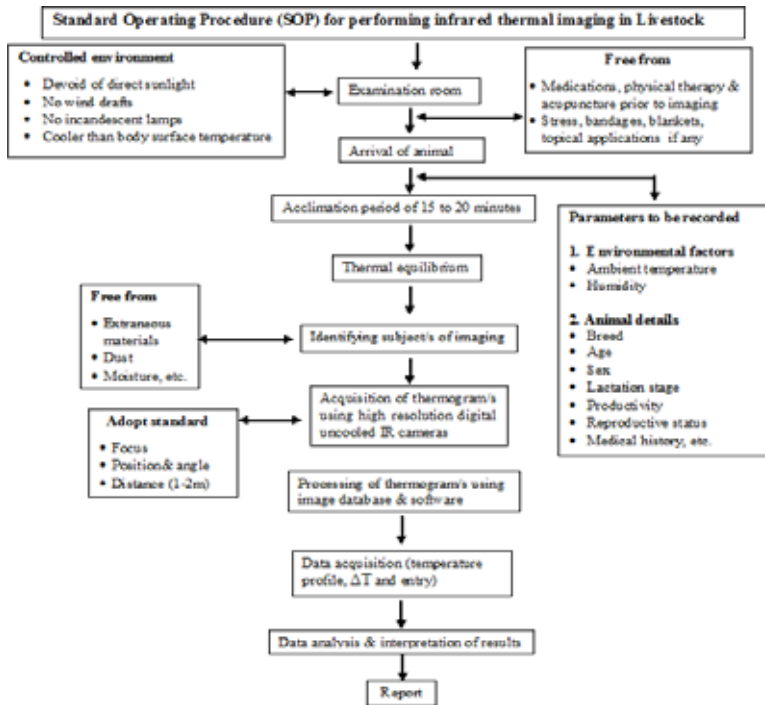 Standard Operating Procedure (SOP) for performing infrared thermal imaging in Livestock
Controlled environment
• Devoid of direct sunlight
• No wind drafts
• No incandescent lamps
• Cooler than body surface temperature
Examination room
Free from
• Medications, physical therapy &
acupuncture prior to imaging
• Stress, bandages, blankets,
topical applications if any
Arrival of animal
Acclimation period of 15 to 20 minutes
Parameters to be recorded
1. Environmental factors
• Ambient temperature
• Humidity
2. Animal details
• Breed
• Age
• Sex
• Lactation stage
• Productivity
• Reproductive status
• Medical history, etc.
Thermal equilibrium
Free from
• Extraneous
materials
• Dust
• Moisture, etc.
Identifying subject/s of imaging
Adopt standard
• Focus
• Position& angle
• Distance (1-2m)
Acquisition of thermogram/s
using high resolution digital
uncooled IR cameras
Processing of thermogram/s using
image database & software
Data acquisition (temperature
profile, ΔT and entry)
Data analysis & interpretation of results
Report